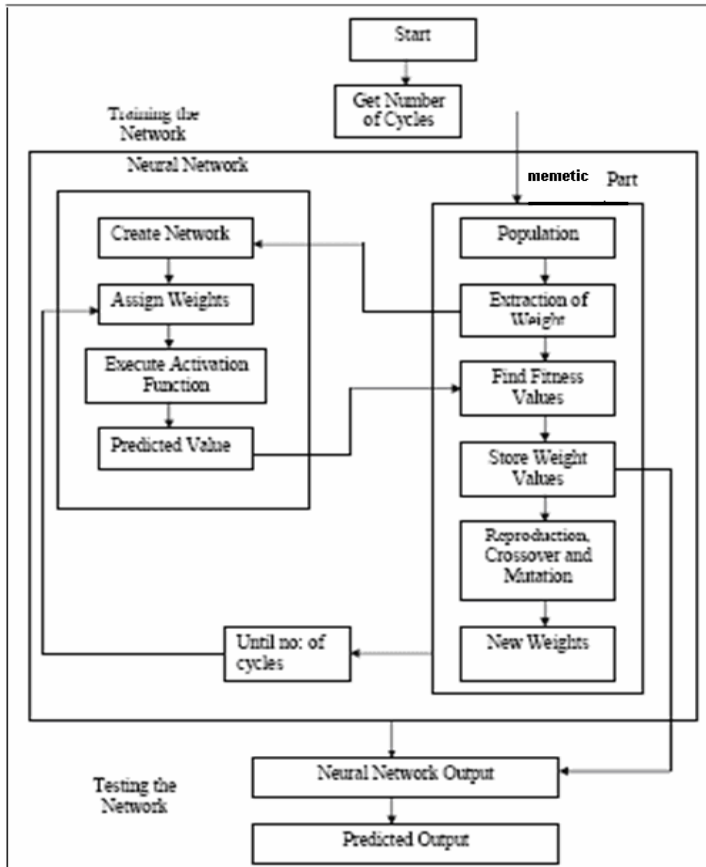 Start
Get Number
of Cycles
Training the
Network
Neural Network
memetic Part
Create Network
Population
Assign Weights
Extraction of
Weight
Execute Activation
Function
Find Fitness
Values
Predicted Value
Store Weight
Values
Reproduction,
Crossover and
Mutation
Until no: of
cycles
New Weights
Neural Network Output
Testing the
Network
Predicted Output